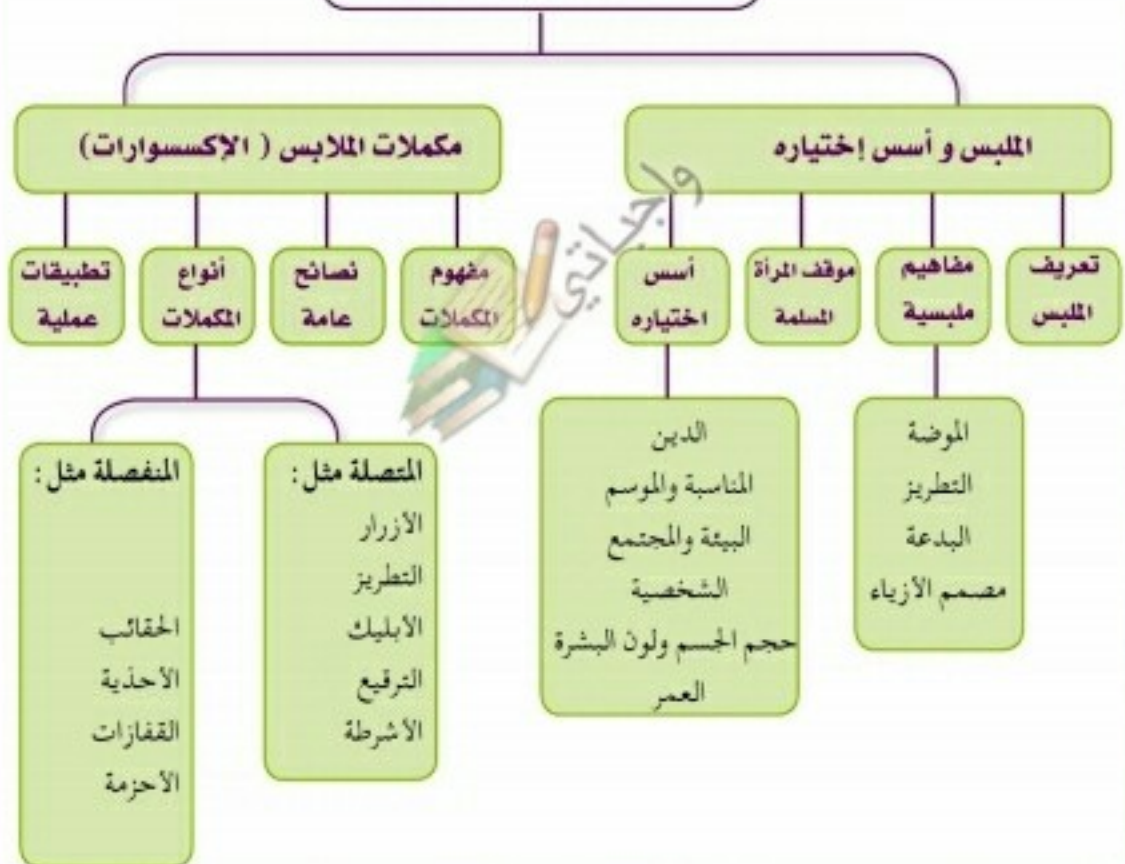 الملبس و أسس إختياره
مكملات الملابس ( الإكسسوارات)
تعريف
الملبس
مفاهيم
ملبسية
موقف المرأة
المسلمة
أسس
اختياره
مفهوم
المكملات
نصائح
عامة
أنواع
المكملات
تطبيقات
عملية
الموضة
التطريز
البدعة
مصمم الأزياء
الدين
المناسبة والموسم
البيئة والمجتمع
الشخصية
حجم الجسم ولون البشرة
العمر
المتصلة مثل :
الأزرار
التطريز
الأبليك
الترقيع
الأشرطة
المنفصلة مثل :
الحقائب
الأحذية
القفازات
الأحزمة
واجباتي